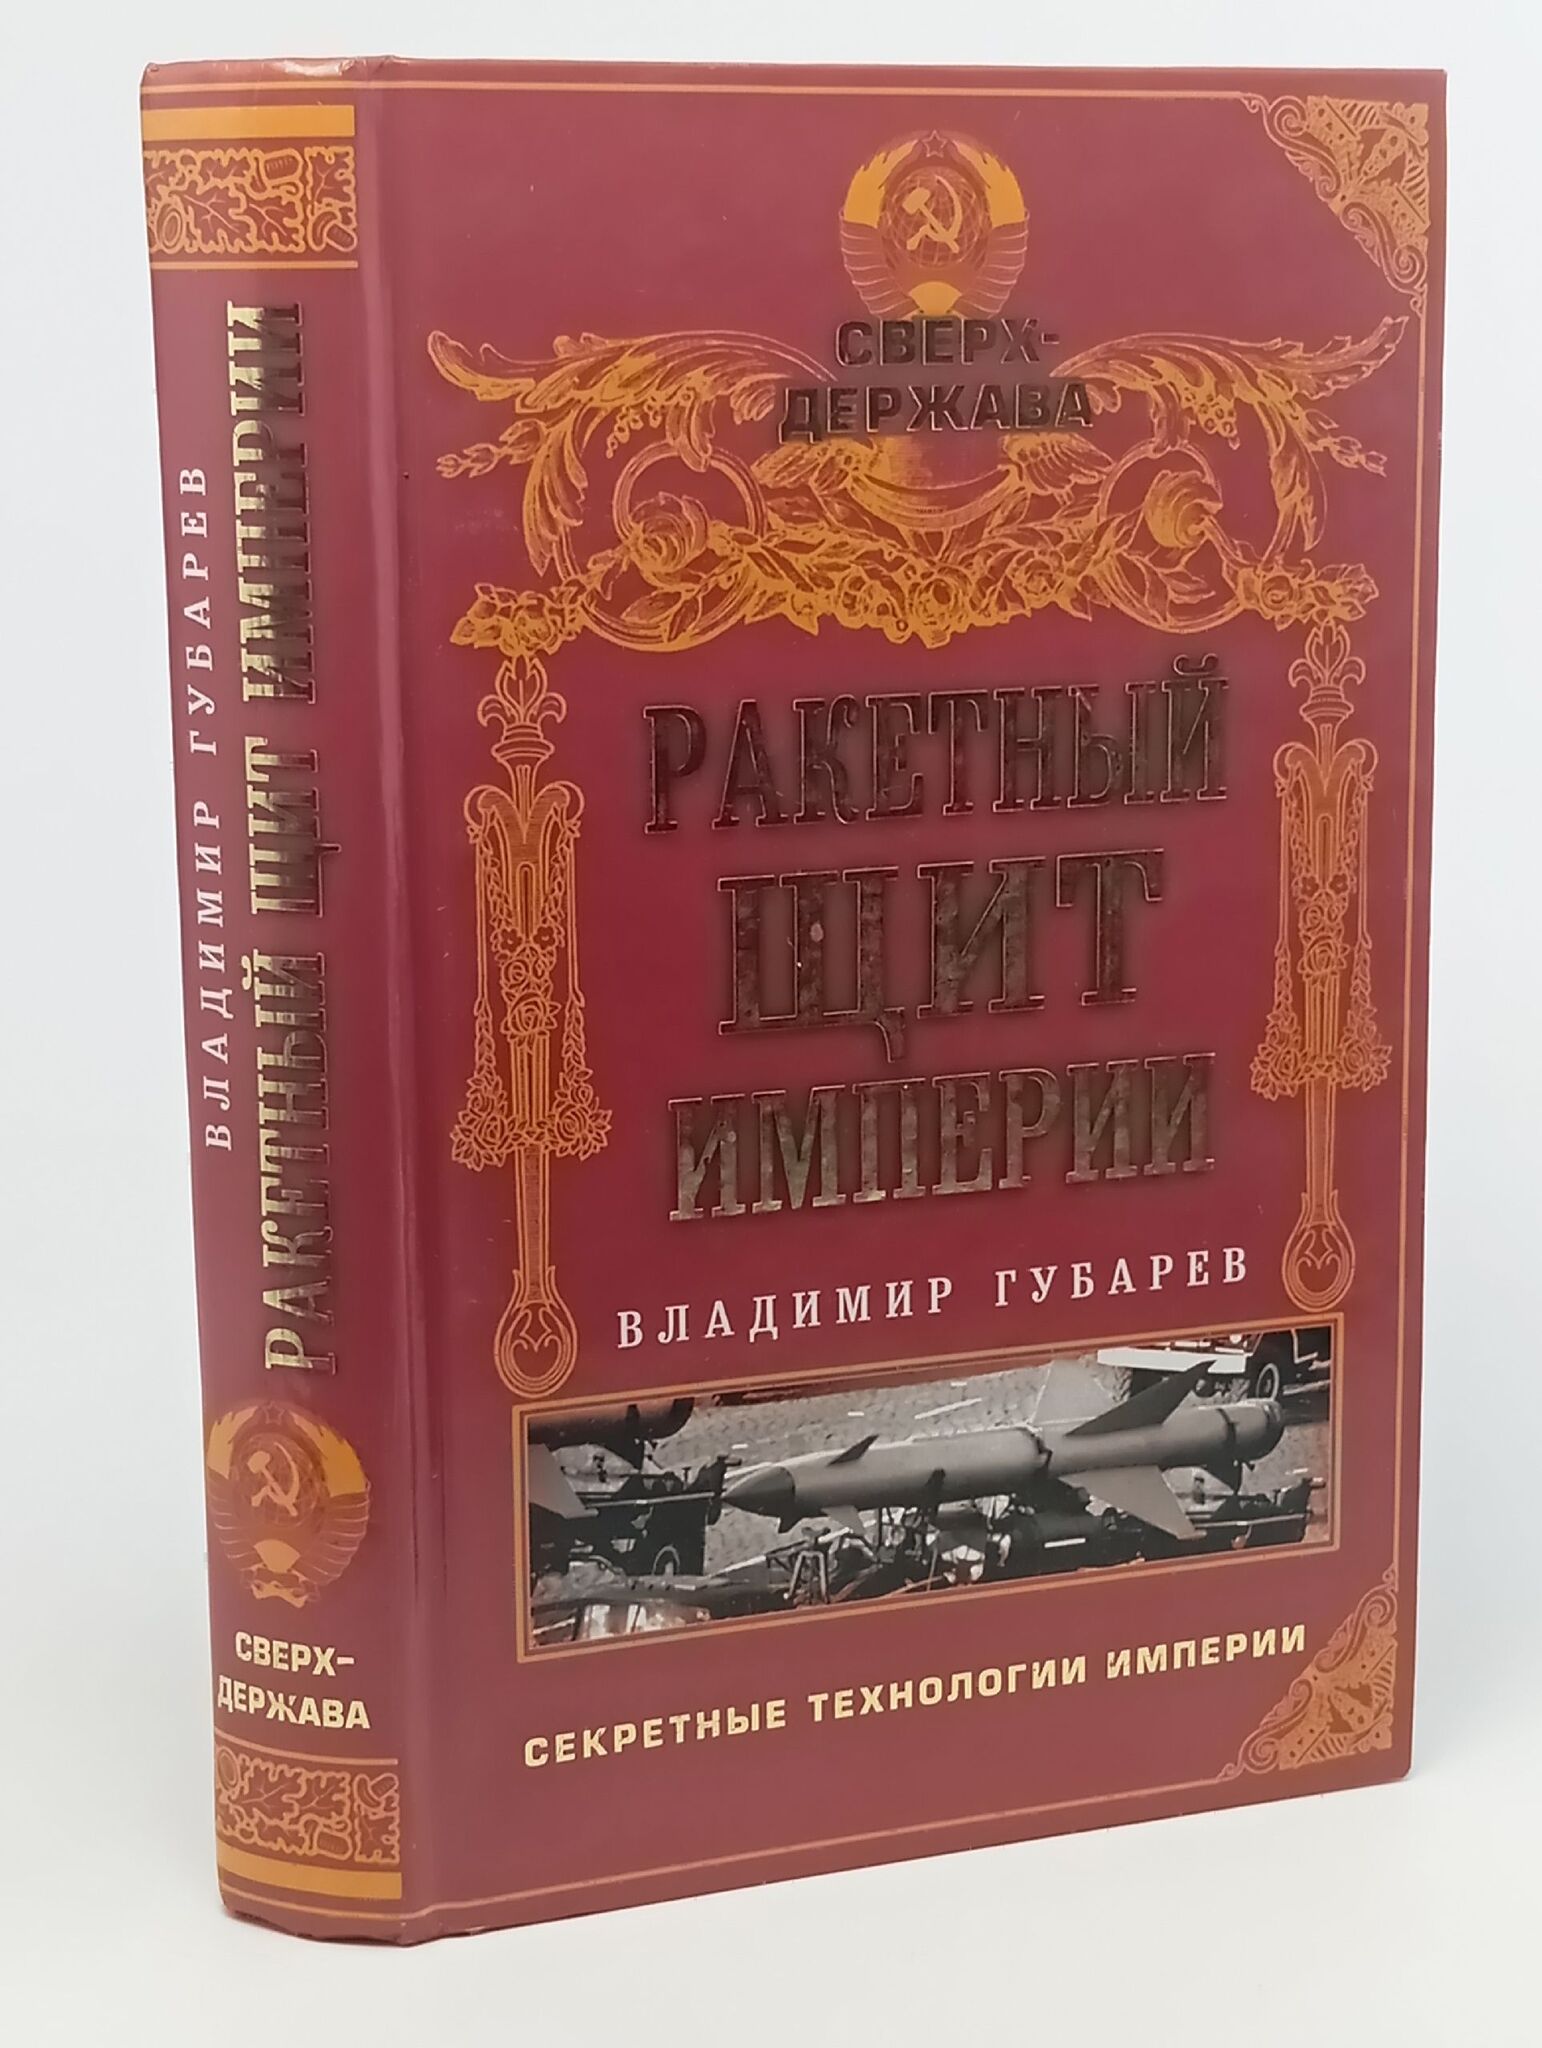 ВЛАДИМИР ГУБАРЕВ
РАКЕТНЫЙ ЩИТ ИМПЕРИИ
СВЕРХ-
ДЕРЖАВА
СВЕРХ-
ДЕРЖАВА
РАКЕТНЫЙ
ЩИТ
ИМПЕРИИ
ВЛАДИМИР ГУБАРЕВ
СЕКРЕТНЫЕ ТЕХНОЛОГИИ ИМПЕРИИ